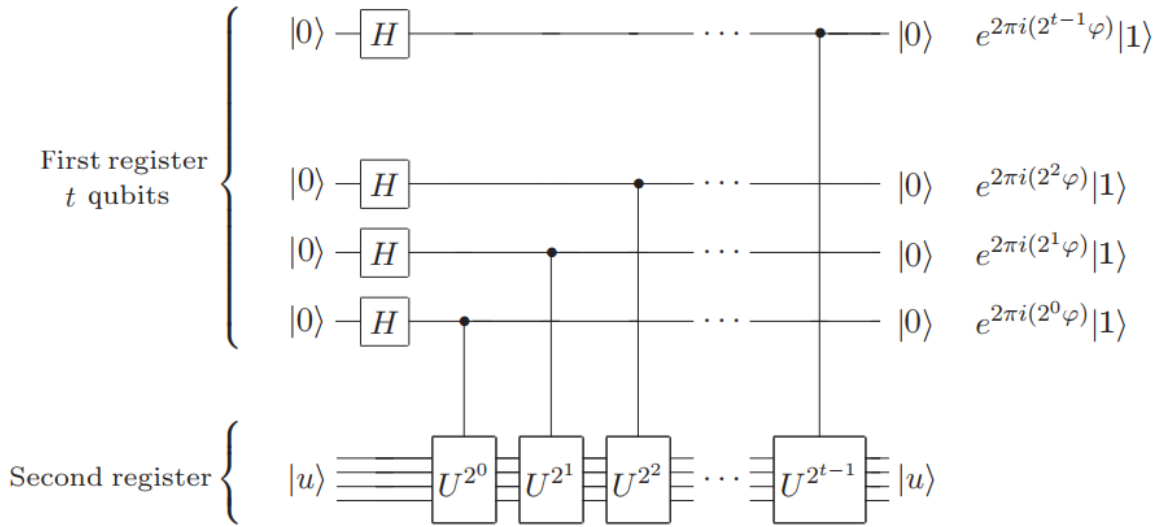 |0⟩ H ··· |0⟩ e^{2πi(2^{t−1}φ)}|1⟩
First register
t qubits
|0⟩ H ··· |0⟩ e^{2πi(2^2φ)}|1⟩
|0⟩ H ··· |0⟩ e^{2πi(2^1φ)}|1⟩
|0⟩ H ··· |0⟩ e^{2πi(2^0φ)}|1⟩
Second register |u⟩ U^{2^0} U^{2^1} U^{2^2} ··· U^{2^{t−1}} |u⟩